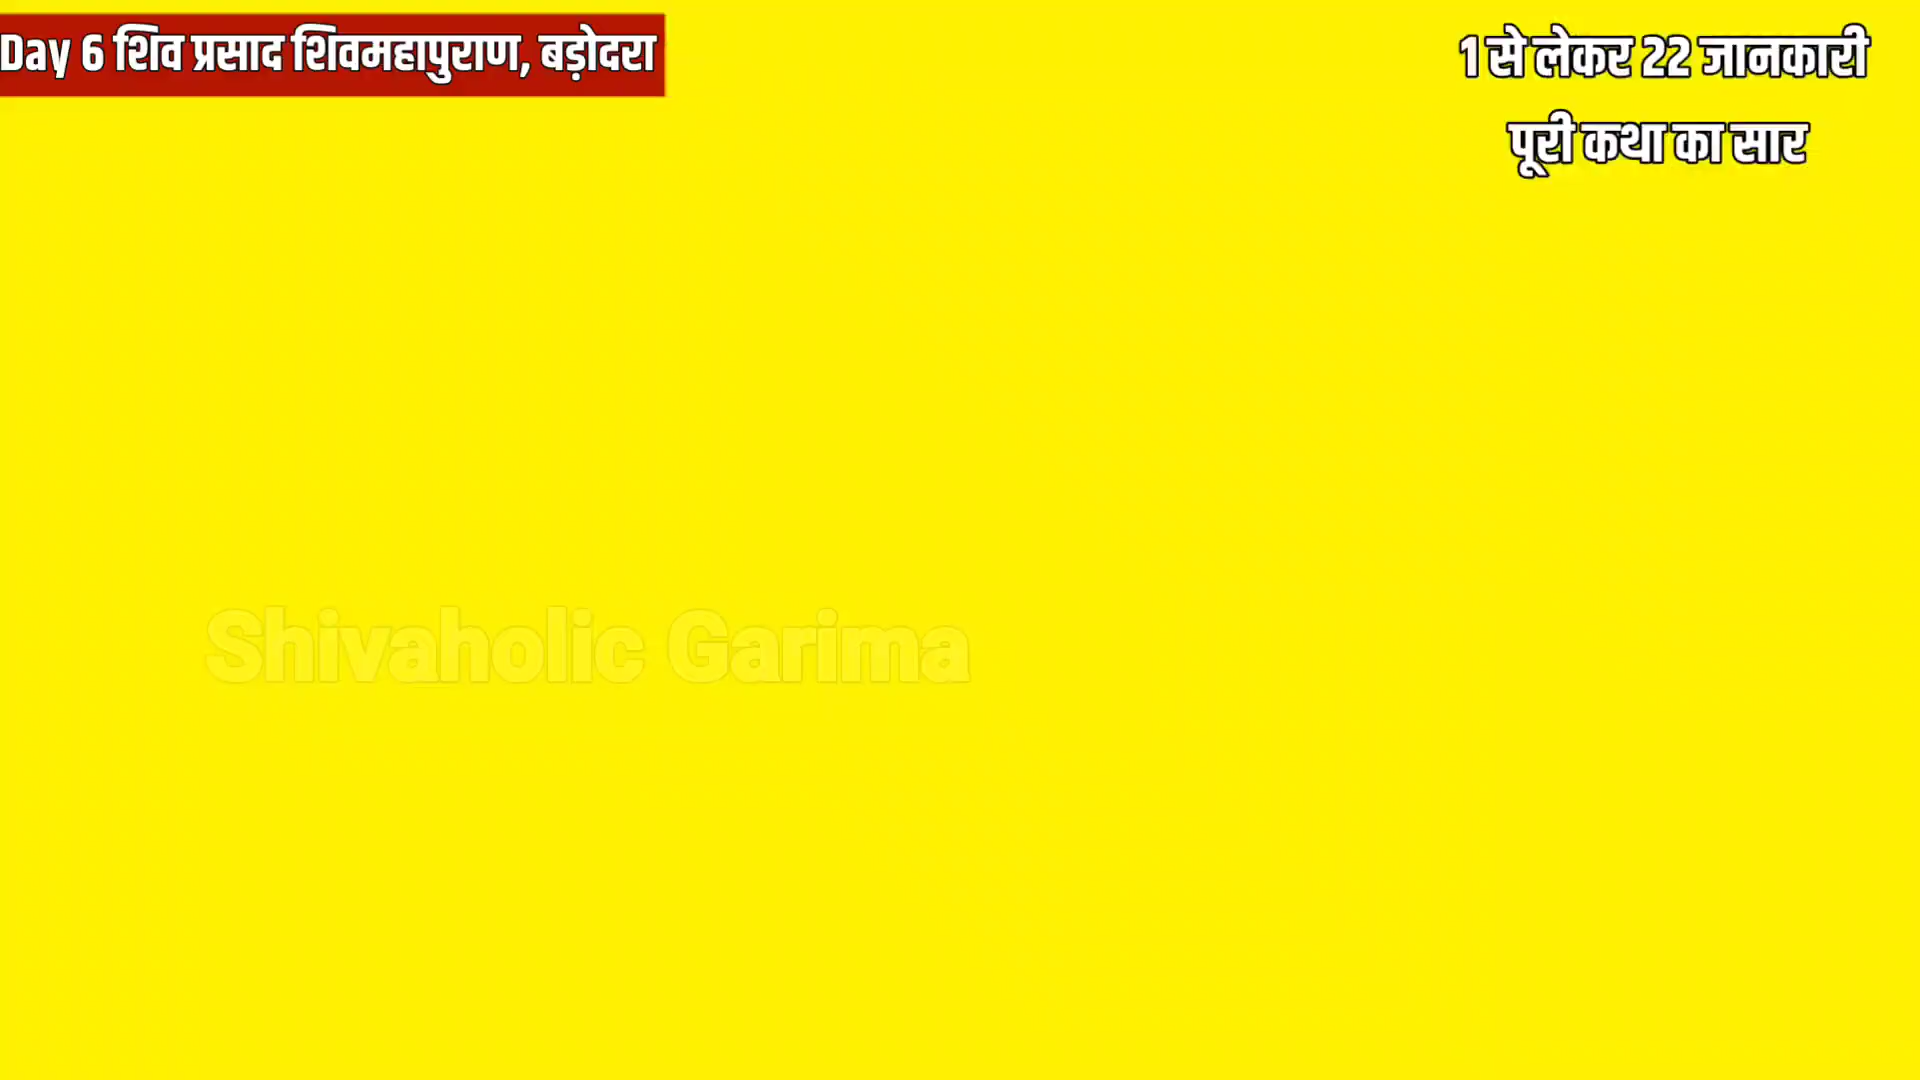 Day 6 शिव प्रसाद शिवमहापुराण, बड़ोदरा
1 से लेकर 22 जानकारी
पूरी कथा का सार
Shivaholic Garima